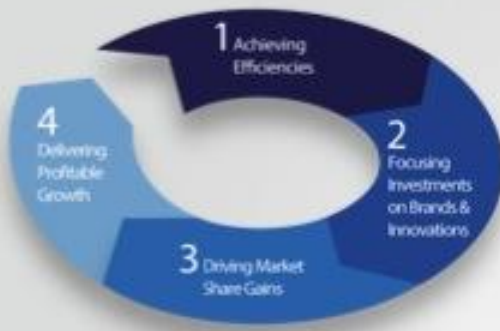 1 Achieving
Efficiencies
2
Focusing
Investments
on Brands &
Innovations
3 Driving Market
Share Gains
4
Delivering
Profitable
Growth